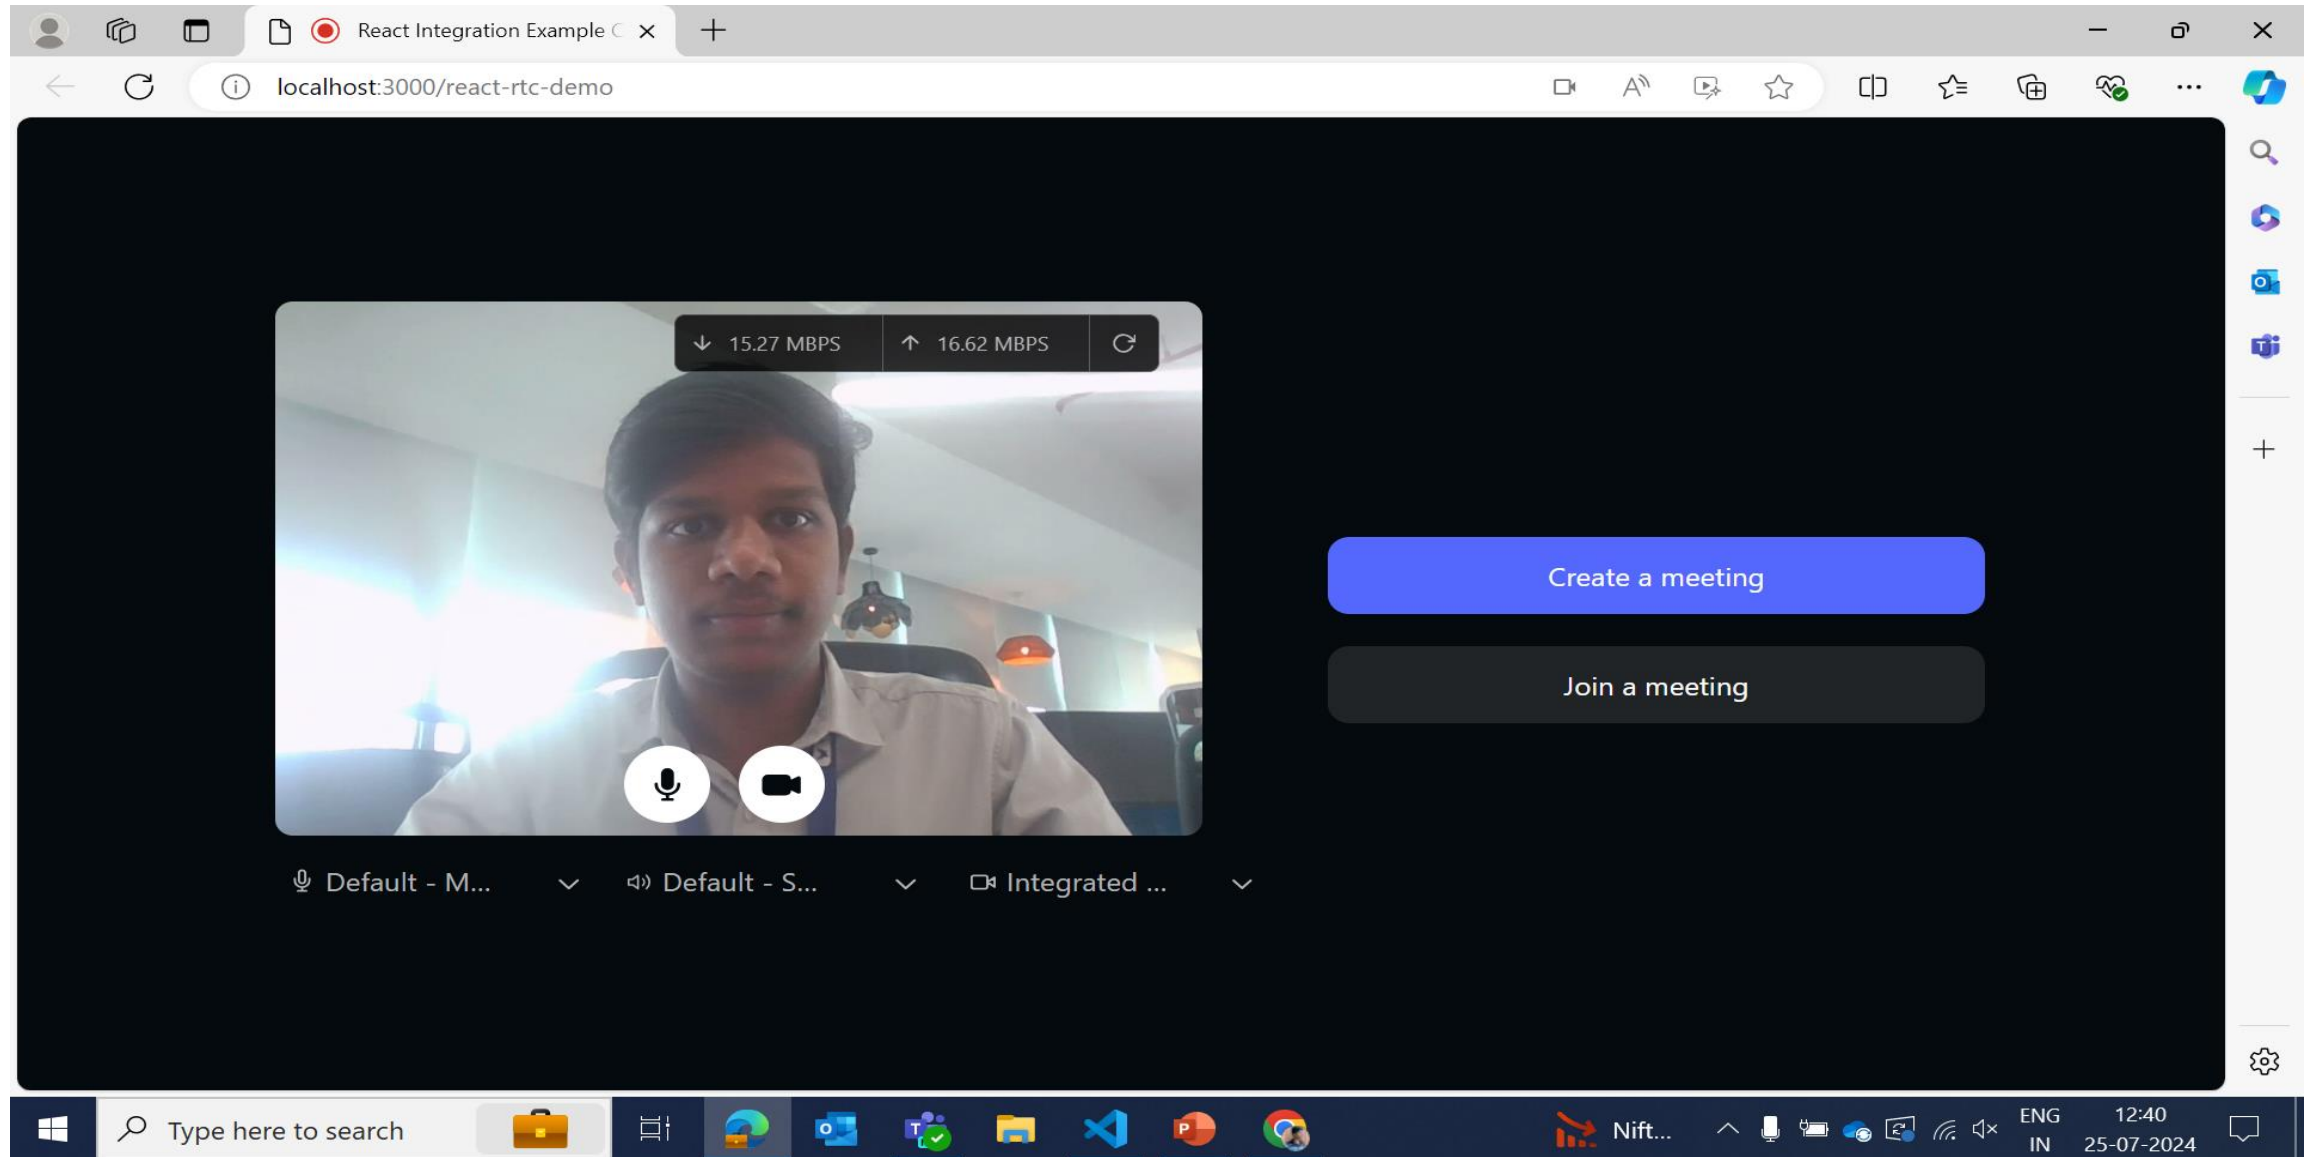 React Integration Example
localhost:3000/react-rtc-demo
15.27 MBPS
16.62 MBPS
Create a meeting
Join a meeting
Default - M...
Default - S...
Integrated ...
Type here to search
Nift...
ENG
IN
12:40
25-07-2024